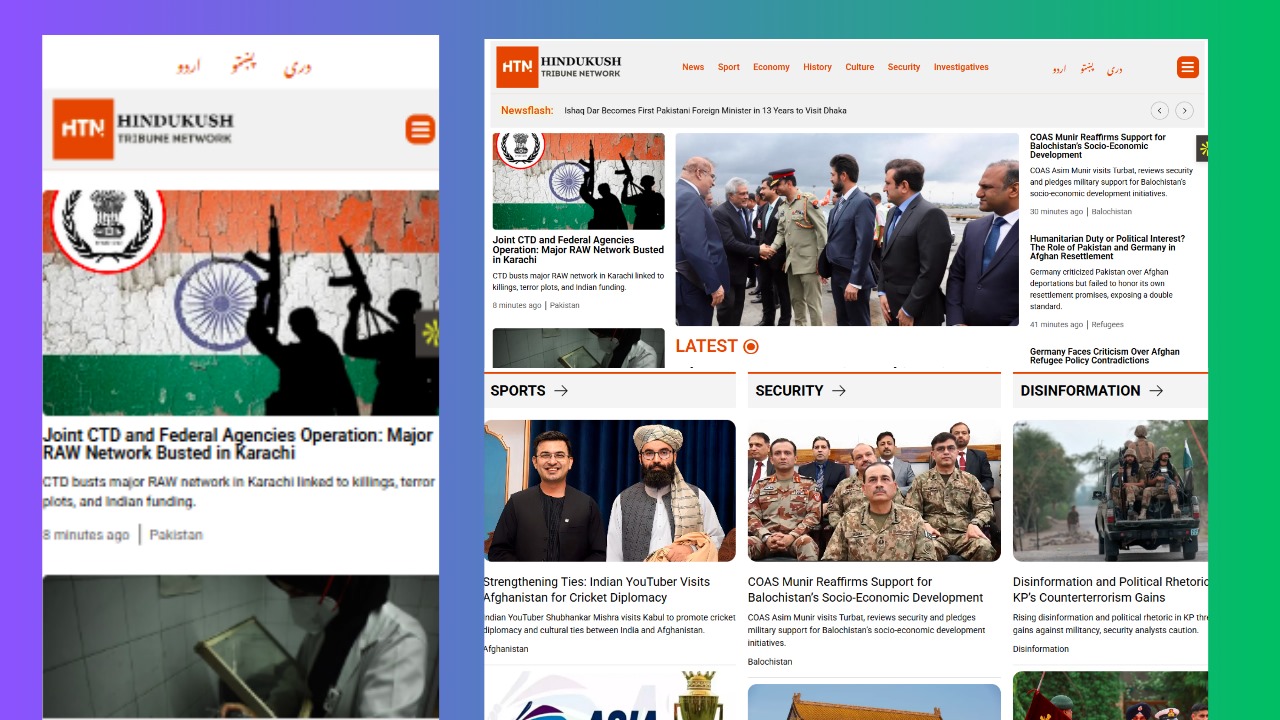 اردو پښتو دری
HTN HINDUKUSH
TRIBUNE NETWORK
Joint CTD and Federal Agencies Operation: Major
RAW Network Busted in Karachi
CTD busts major RAW network in Karachi linked to killings, terror
plots, and Indian funding.
8 minutes ago | Pakistan
HTN HINDUKUSH
TRIBUNE NETWORK
News Sport Economy History Culture Security Investigatives
اردو پښتو دری
Newsflash: Ishaq Dar Becomes First Pakistani Foreign Minister in 13 Years to Visit Dhaka
Joint CTD and Federal Agencies
Operation: Major RAW Network Busted
in Karachi
CTD busts major RAW network in Karachi linked to
killings, terror plots, and Indian funding.
8 minutes ago | Pakistan
LATEST
COAS Munir Reaffirms Support for
Balochistan's Socio-Economic
Development
COAS Asim Munir visits Turbat, reviews security
and pledges military support for Balochistan's
socio-economic development initiatives.
30 minutes ago | Balochistan
Humanitarian Duty or Political Interest?
The Role of Pakistan and Germany in
Afghan Resettlement
Germany criticized Pakistan over Afghan
deportations but failed to honor its own
resettlement promises, exposing a double
standard.
41 minutes ago | Refugees
Germany Faces Criticism Over Afghan
Refugee Policy Contradictions
SPORTS →
Strengthening Ties: Indian YouTuber Visits
Afghanistan for Cricket Diplomacy
Indian YouTuber Shubhankar Mishra visits Kabul to promote cricket
diplomacy and cultural ties between India and Afghanistan.
Afghanistan
ASIA
SECURITY →
COAS Munir Reaffirms Support for
Balochistan's Socio-Economic Development
COAS Asim Munir visits Turbat, reviews security and pledges
military support for Balochistan's socio-economic development
initiatives.
Balochistan
DISINFORMATION →
Disinformation and Political Rhetoric
KP's Counterterrorism Gains
Rising disinformation and political rhetoric in KP thre
gains against militancy, security analysts caution.
Disinformation